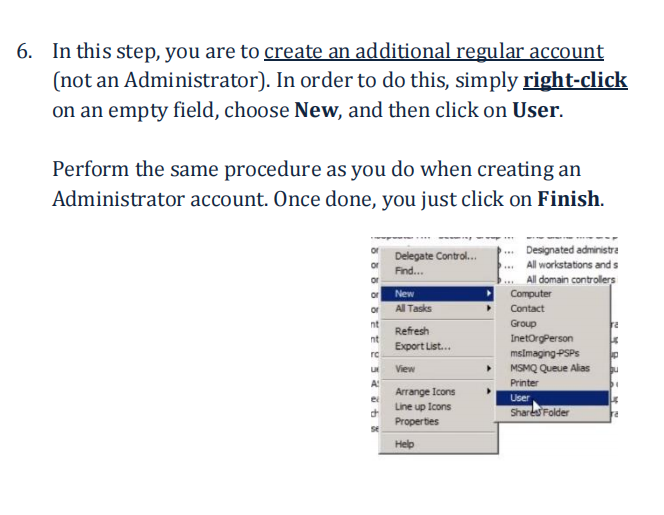 6. In this step, you are to create an additional regular account
(not an Administrator). In order to do this, simply right-click
on an empty field, choose New, and then click on User.
Perform the same procedure as you do when creating an
Administrator account. Once done, you just click on Finish.
Delegate Control...
Find...
New
All Tasks
Refresh
Export List...
View
Arrange Icons
Line up Icons
Properties
Help
... Designated administra
... All workstations and s
... All domain controllers
Computer
Contact
Group
InetOrgPerson
msImaging-PSPs
MSMQ Queue Alias
Printer
User
Shared Folder